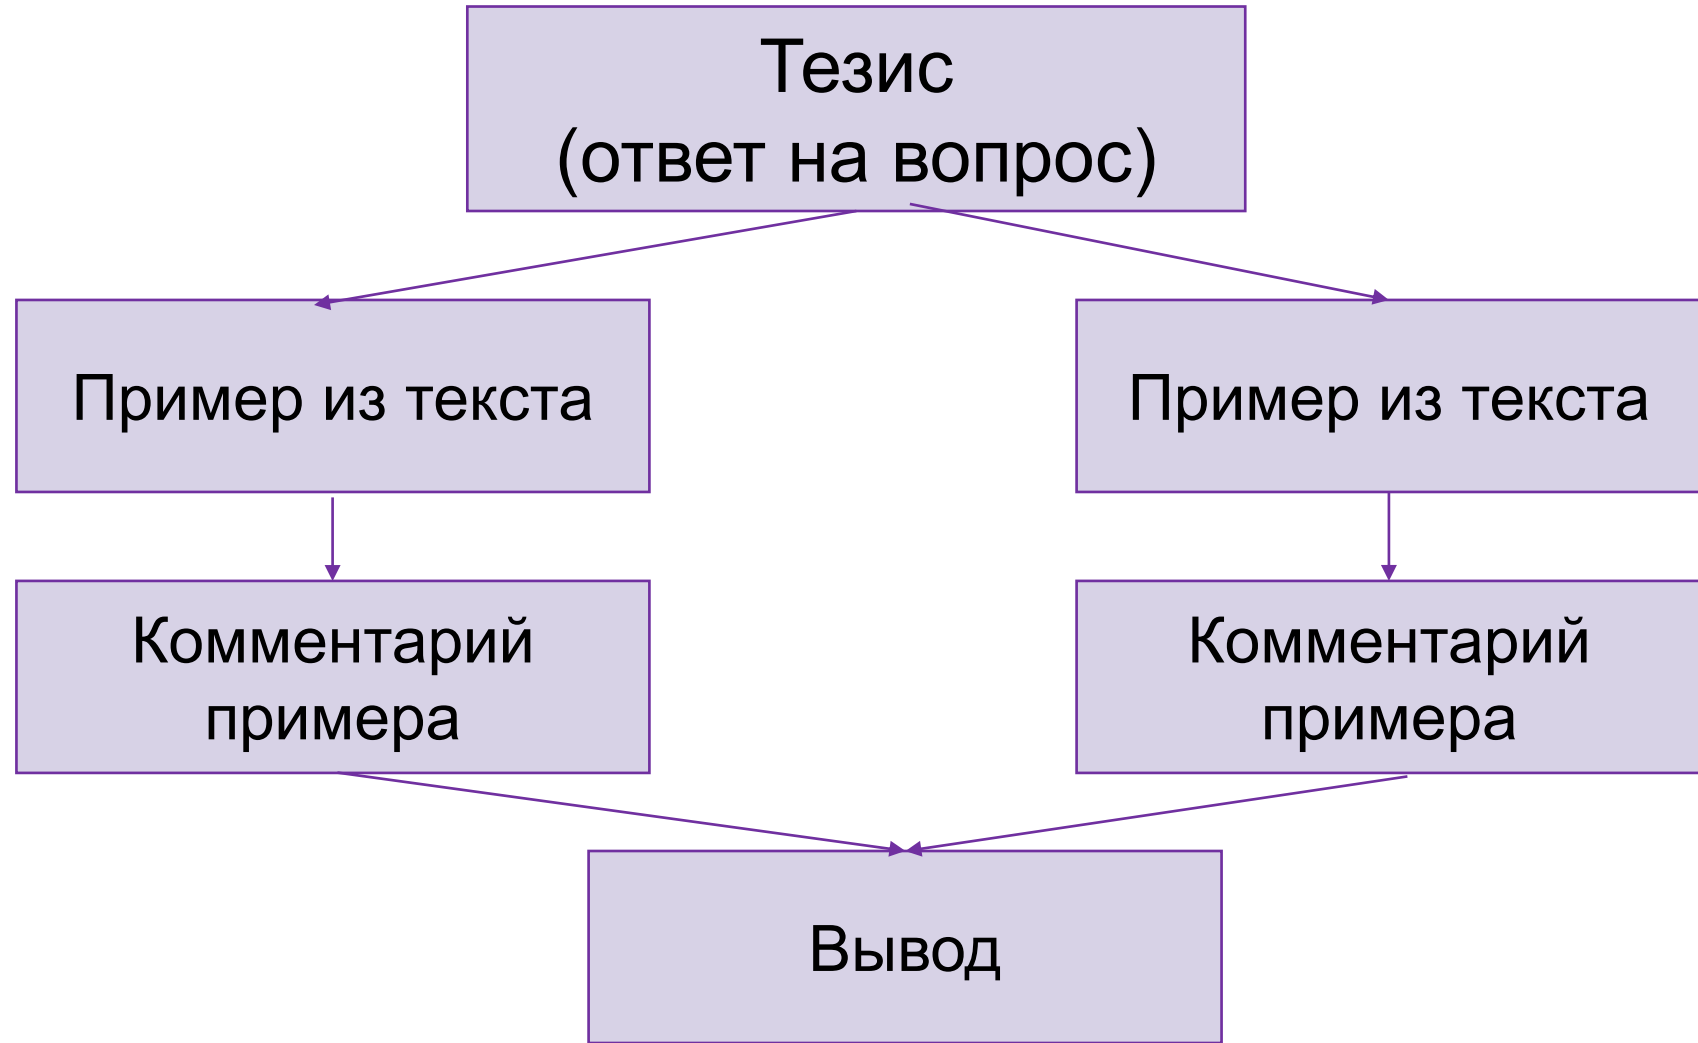 Тезис
(ответ на вопрос)
Пример из текста
Пример из текста
Комментарий
примера
Комментарий
примера
Вывод